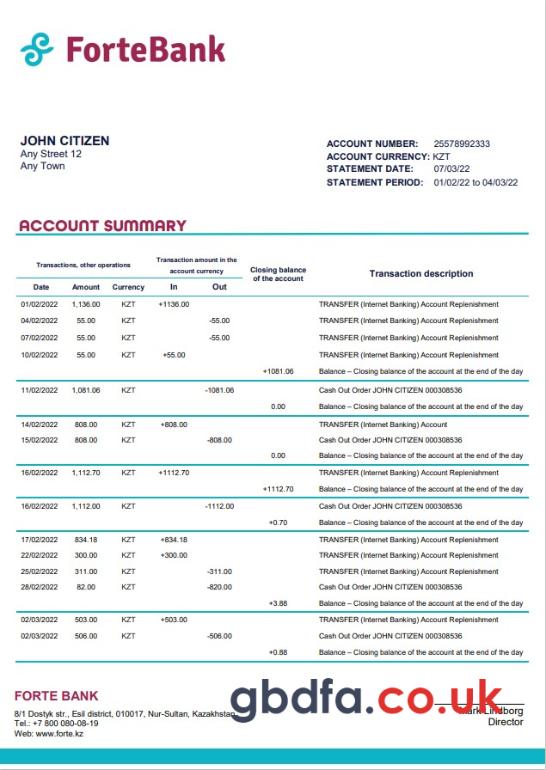 ForteBank
JOHN CITIZEN
Any Street 12
Any Town
ACCOUNT NUMBER: 25578992333
ACCOUNT CURRENCY: KZT
STATEMENT DATE: 07/03/22
STATEMENT PERIOD: 01/02/22 to 04/03/22
ACCOUNT SUMMARY
Transactions, other operations
Transaction amount in the account currency
Closing balance of the account
Transaction description
Date Amount Currency In Out
01/02/2022 1,136.00 KZT +1136.00 TRANSFER (Internet Banking) Account Replenishment
04/02/2022 55.00 KZT -55.00 TRANSFER (Internet Banking) Account Replenishment
07/02/2022 55.00 KZT -55.00 TRANSFER (Internet Banking) Account Replenishment
10/02/2022 55.00 KZT +55.00 TRANSFER (Internet Banking) Account Replenishment
+1081.06 Balance – Closing balance of the account at the end of the day
11/02/2022 1,081.06 KZT -1081.06 Cash Out Order JOHN CITIZEN 000308536
0.00 Balance – Closing balance of the account at the end of the day
14/02/2022 808.00 KZT +808.00 TRANSFER (Internet Banking) Account
15/02/2022 808.00 KZT -808.00 Cash Out Order JOHN CITIZEN 000308536
0.00 Balance – Closing balance of the account at the end of the day
16/02/2022 1,112.70 KZT +1112.70 TRANSFER (Internet Banking) Account Replenishment
+1112.70 Balance – Closing balance of the account at the end of the day
16/02/2022 1,112.00 KZT -1112.00 Cash Out Order JOHN CITIZEN 000308536
+0.70 Balance – Closing balance of the account at the end of the day
17/02/2022 834.18 KZT +834.18 TRANSFER (Internet Banking) Account Replenishment
22/02/2022 300.00 KZT +300.00 TRANSFER (Internet Banking) Account Replenishment
25/02/2022 311.00 KZT -311.00 TRANSFER (Internet Banking) Account Replenishment
28/02/2022 82.00 KZT -820.00 Cash Out Order JOHN CITIZEN 000308536
+3.88 Balance – Closing balance of the account at the end of the day
02/03/2022 503.00 KZT +503.00 TRANSFER (Internet Banking) Account Replenishment
02/03/2022 506.00 KZT -506.00 Cash Out Order JOHN CITIZEN 000308536
+0.88 Balance – Closing balance of the account at the end of the day
FORTE BANK
8/1 Dostyk str., Esil district, 010017, Nur-Sultan, Kazakhstan
Tel.: +7 800 080-08-19
Web: www.forte.kz
gbdfa.co.uk
Mark Lindborg
Director